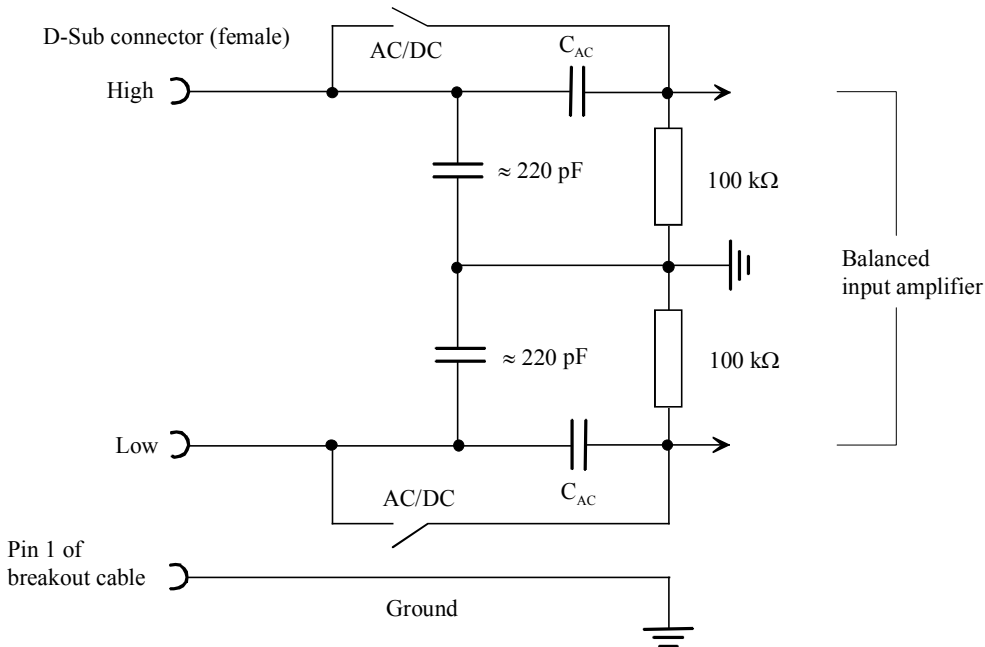 D-Sub connector (female)
AC/DC
C_AC
High
≈ 220 pF
100 kΩ
Balanced
input amplifier
≈ 220 pF
100 kΩ
Low
AC/DC
C_AC
Pin 1 of
breakout cable
Ground